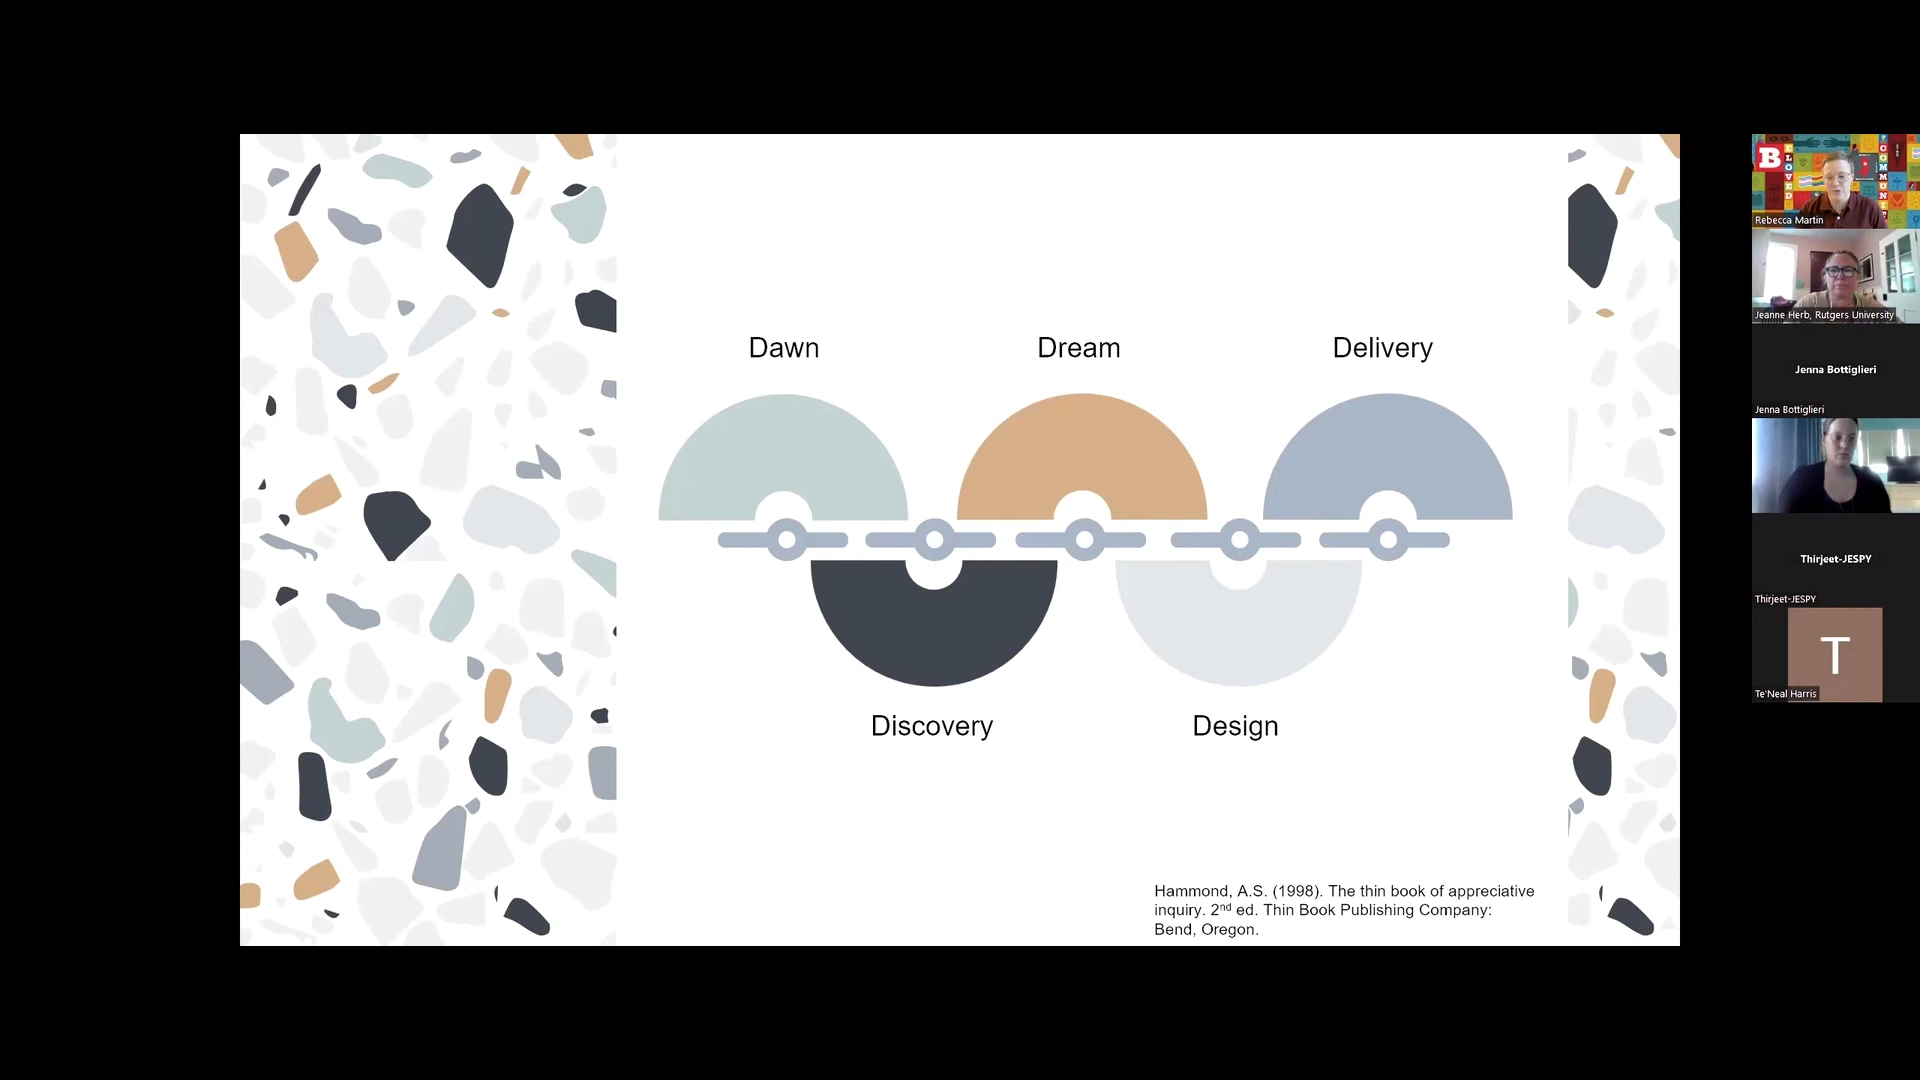 Dawn
Dream
Delivery
Discovery
Design
Hammond, A.S. (1998). The thin book of appreciative
inquiry. 2nd ed. Thin Book Publishing Company:
Bend, Oregon.
B
ELOVED
COMMUNI
Rebecca Martin
Jeanne Herb, Rutgers University
Jenna Bottiglieri
Jenna Bottiglieri
Thirjeet-JESPY
Thirjeet-JESPY
T
Te'Neal Harris